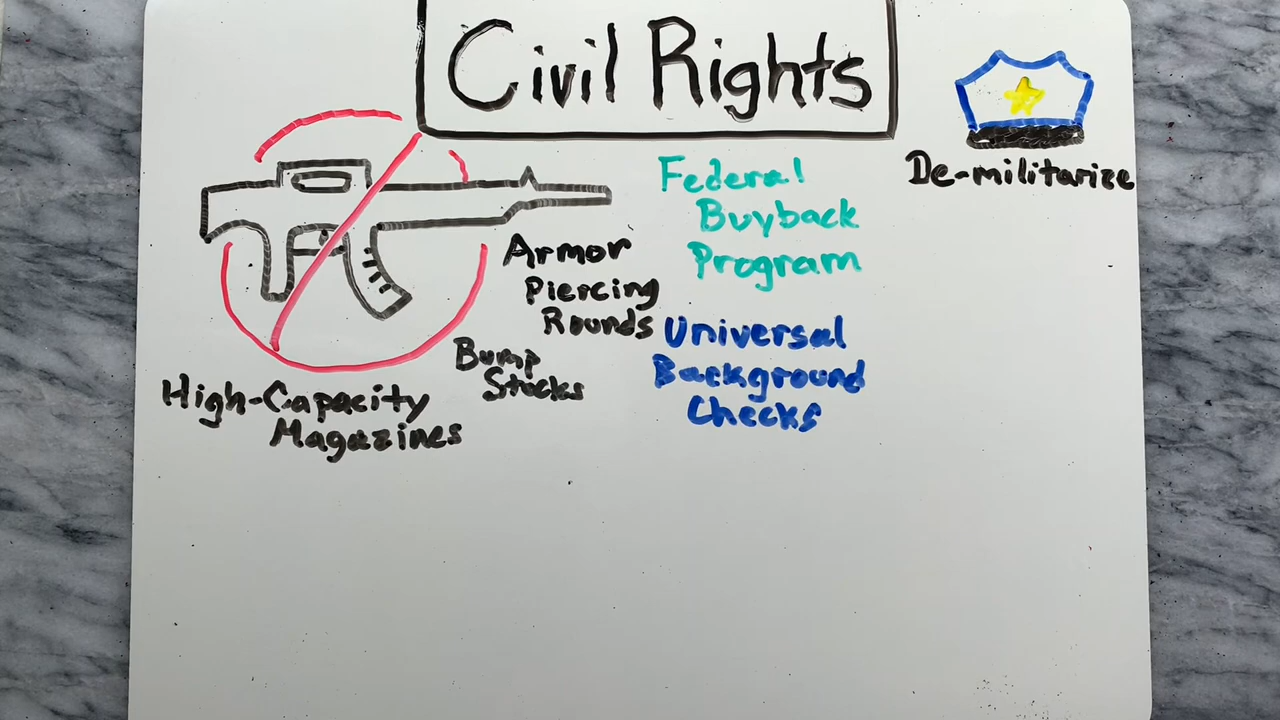 Civil Rights
De-militarize
Federal
Buyback
Program
Armor
Piercing
Rounds
Universal
Background
Checks
Bump
Stocks
High-Capacity
Magazines